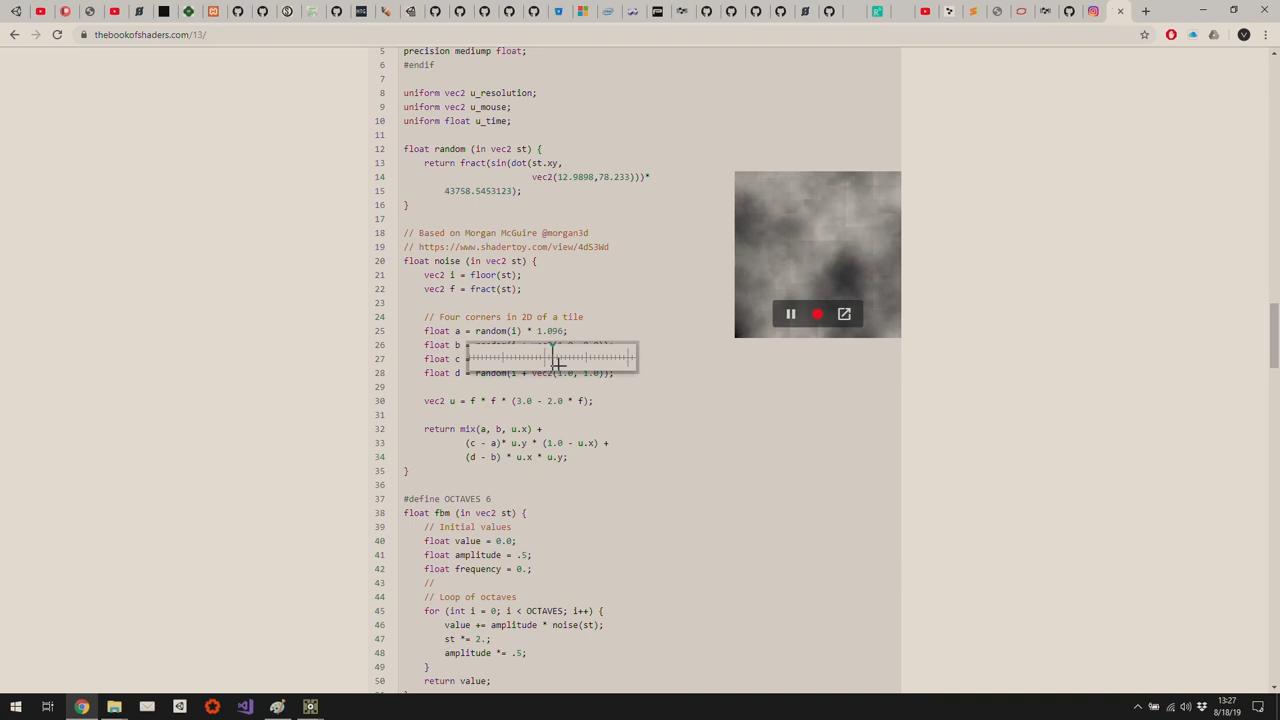 thebookofshaders.com/13/
5 precision mediump float;
6 #endif
7
8 uniform vec2 u_resolution;
9 uniform vec2 u_mouse;
10 uniform float u_time;
11
12 float random (in vec2 st) {
13 return fract(sin(dot(st.xy,
14 vec2(12.9898,78.233)))*
15 43758.5453123);
16 }
17
18 // Based on Morgan McGuire @morgan3d
19 // https://www.shadertoy.com/view/4dS3Wd
20 float noise (in vec2 st) {
21 vec2 i = floor(st);
22 vec2 f = fract(st);
23
24 // Four corners in 2D of a tile
25 float a = random(i) * 1.096;
26 float b =
27 float c =
28 float d = random(i + vec2(1.0, 1.0));
29
30 vec2 u = f * f * (3.0 - 2.0 * f);
31
32 return mix(a, b, u.x) +
33 (c - a)* u.y * (1.0 - u.x) +
34 (d - b) * u.x * u.y;
35 }
36
37 #define OCTAVES 6
38 float fbm (in vec2 st) {
39 // Initial values
40 float value = 0.0;
41 float amplitude = .5;
42 float frequency = 0.;
43 //
44 // Loop of octaves
45 for (int i = 0; i < OCTAVES; i++) {
46 value += amplitude * noise(st);
47 st *= 2.;
48 amplitude *= .5;
49 }
50 return value;
13:27
8/18/19